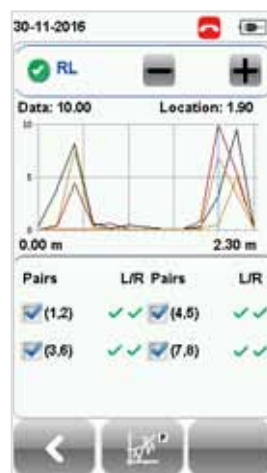 30-11-2016
RL
Data: 10.00 Location: 1.90
10
5
0
0.00 m 2.30 m
Pairs L/R Pairs L/R
(1,2) (4,5)
(3,6) (7,8)
P